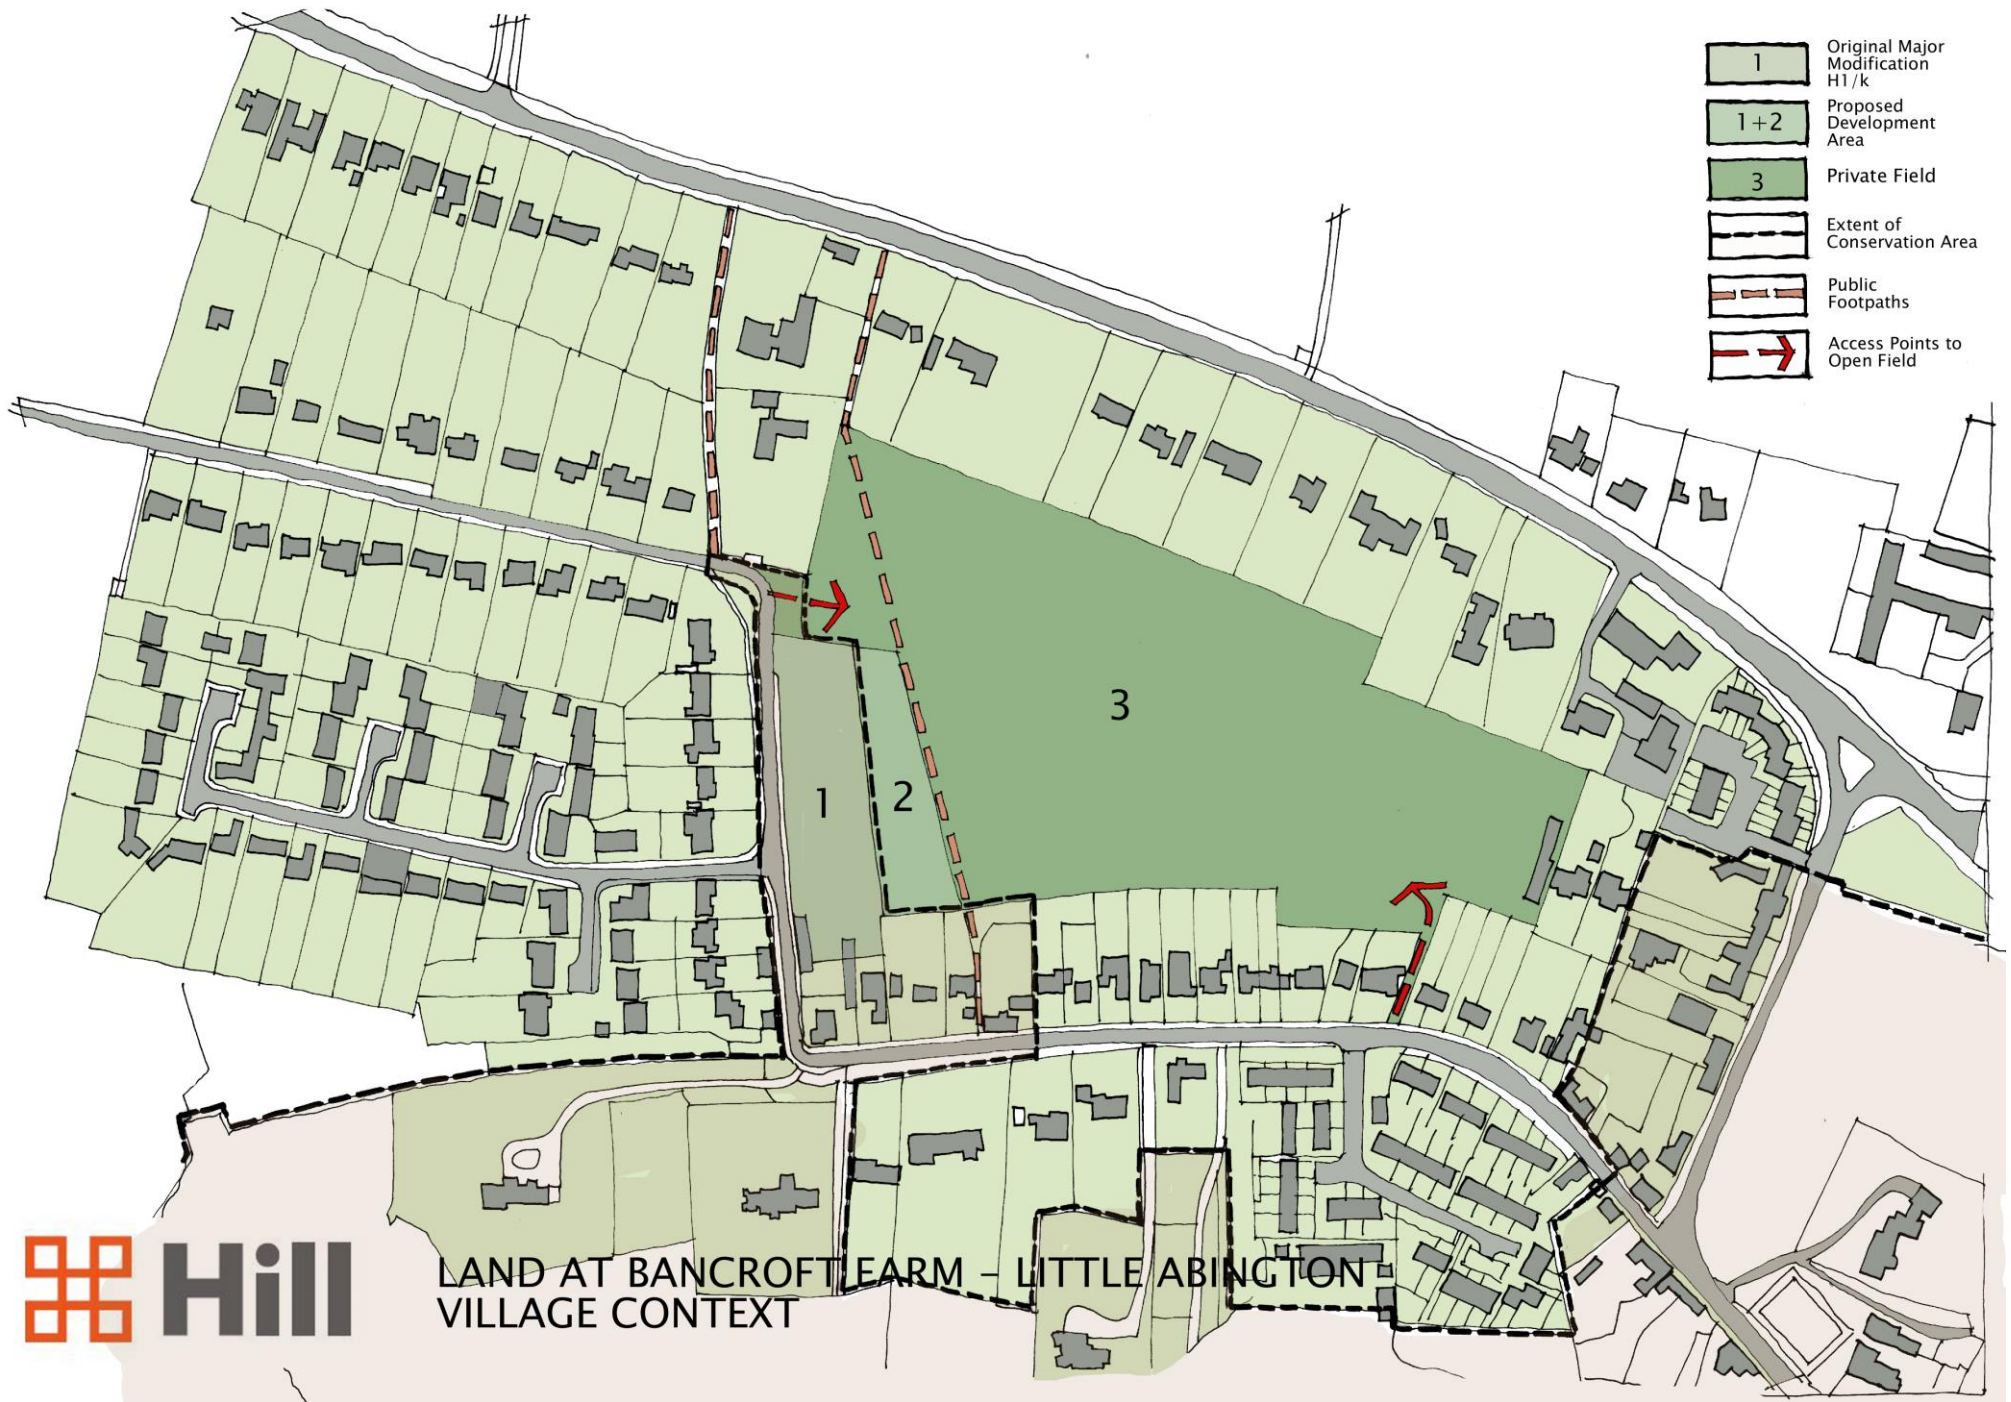 1
Original Major
Modification
H1/k
1+2
Proposed
Development
Area
3
Private Field
Extent of
Conservation Area
Public
Footpaths
Access Points to
Open Field
3
1
2
Hill
LAND AT BANCROFT FARM – LITTLE ABINGTON
VILLAGE CONTEXT